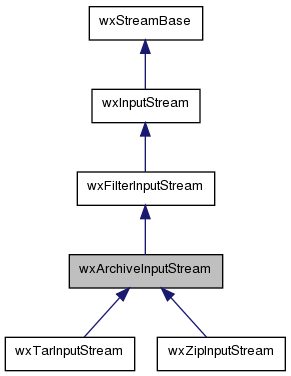 wxStreamBase
wxInputStream
wxFilterInputStream
wxArchiveInputStream
wxTarInputStream
wxZipInputStream